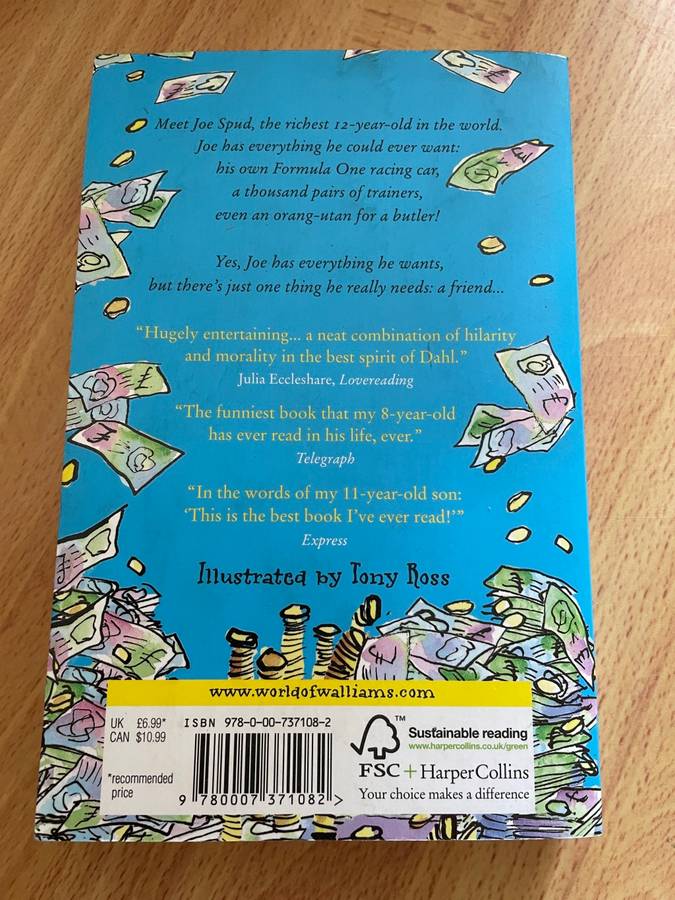 Meet Joe Spud, the richest 12-year-old in the world.
Joe has everything he could ever want:
his own Formula One racing car,
a thousand pairs of trainers,
even an orang-utan for a butler!
Yes, Joe has everything he wants,
but there's just one thing he really needs: a friend...
"Hugely entertaining... a neat combination of hilarity
and morality in the best spirit of Dahl."
Julia Eccleshare, Lovereading
"The funniest book that my 8-year-old
has ever read in his life, ever."
Telegraph
"In the words of my 11-year-old son:
'This is the best book I've ever read!'"
Express
Illustrated by Tony Ross
www.worldofwalliams.com
UK £6.99*
CAN $10.99
*recommended
price
ISBN 978-0-00-737108-2
9 780007 371082 >
TM
Sustainable reading
www.harpercollins.co.uk/green
FSC + HarperCollins
Your choice makes a difference